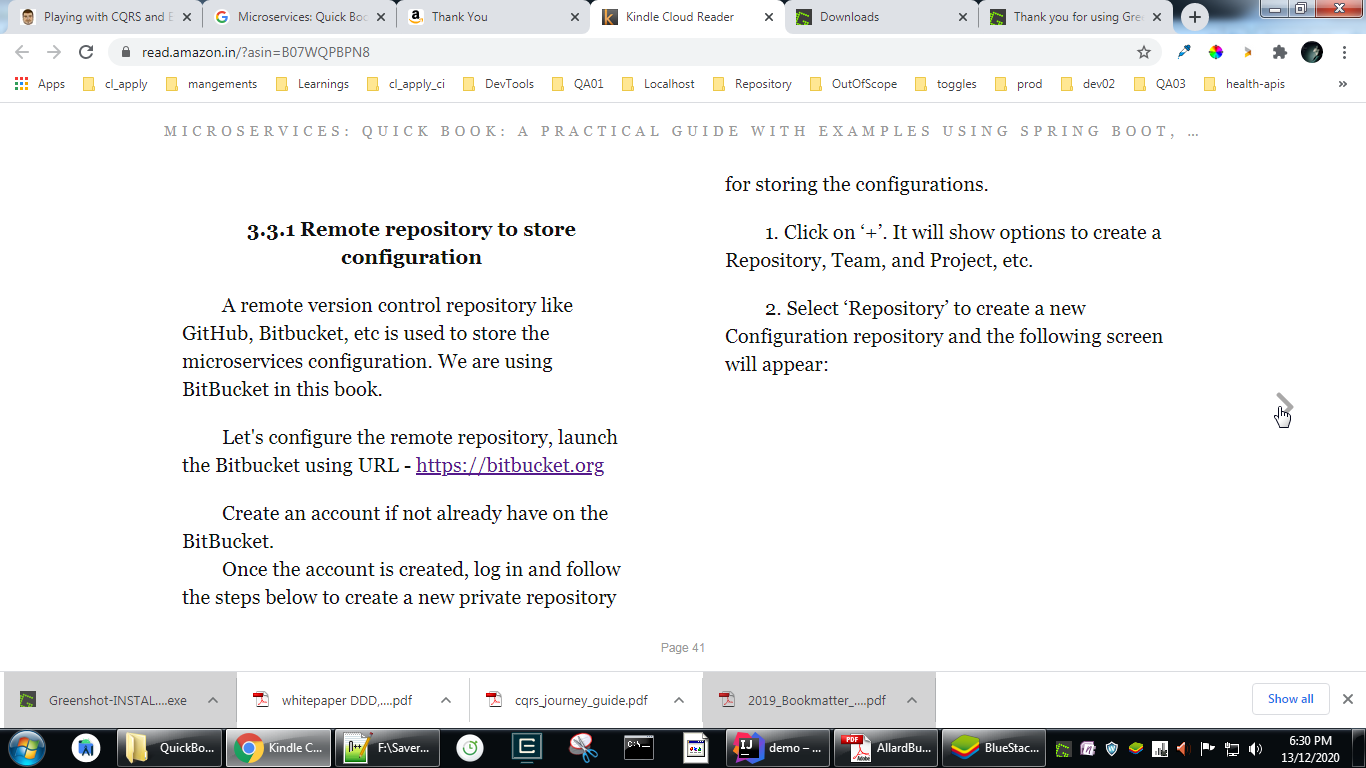 Playing with CQRS and E
Microservices: Quick Boo
Thank You
Kindle Cloud Reader
Downloads
Thank you for using Gre
read.amazon.in/?asin=B07WQPBPN8
Apps
cl_apply
mangements
Learnings
cl_apply_ci
DevTools
QA01
Localhost
Repository
OutOfScope
toggles
prod
dev02
QA03
health-apis
»
MICROSERVICES: QUICK BOOK: A PRACTICAL GUIDE WITH EXAMPLES USING SPRING BOOT, …
3.3.1 Remote repository to store
configuration
A remote version control repository like
GitHub, Bitbucket, etc is used to store the
microservices configuration. We are using
BitBucket in this book.
Let's configure the remote repository, launch
the Bitbucket using URL - https://bitbucket.org
Create an account if not already have on the
BitBucket.
Once the account is created, log in and follow
the steps below to create a new private repository
for storing the configurations.
1. Click on ‘+’. It will show options to create a
Repository, Team, and Project, etc.
2. Select ‘Repository’ to create a new
Configuration repository and the following screen
will appear:
Page 41
Greenshot-INSTAL....exe
whitepaper DDD,....pdf
cqrs_journey_guide.pdf
2019_Bookmatter_....pdf
Show all
QuickBo...
Kindle C...
F:\Saver...
C:\
demo – ...
AllardBu...
BlueStac...
6:30 PM
13/12/2020